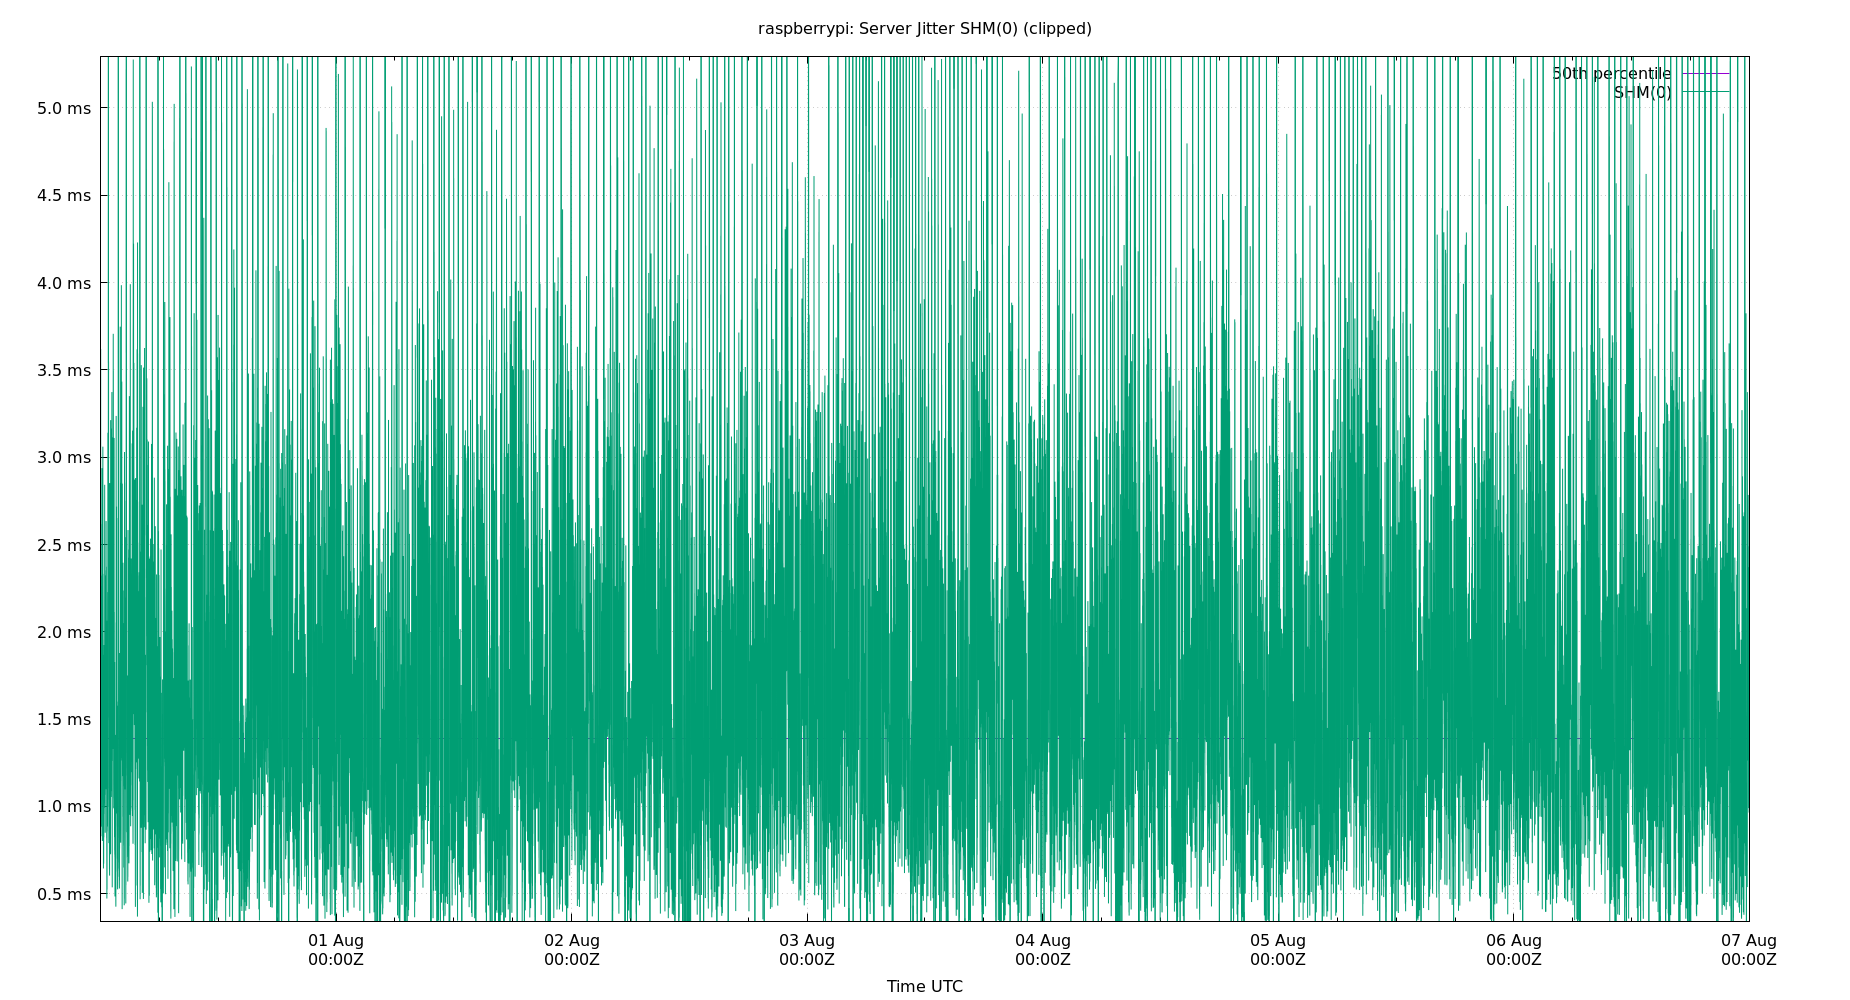 raspberrypi: Server Jitter SHM(0) (clipped)
50th percentile
SHM(0)
5.0 ms
4.5 ms
4.0 ms
3.5 ms
3.0 ms
2.5 ms
2.0 ms
1.5 ms
1.0 ms
0.5 ms
01 Aug 02 Aug 03 Aug 04 Aug 05 Aug 06 Aug 07 Aug
00:00Z 00:00Z 00:00Z 00:00Z 00:00Z 00:00Z 00:00Z
Time UTC